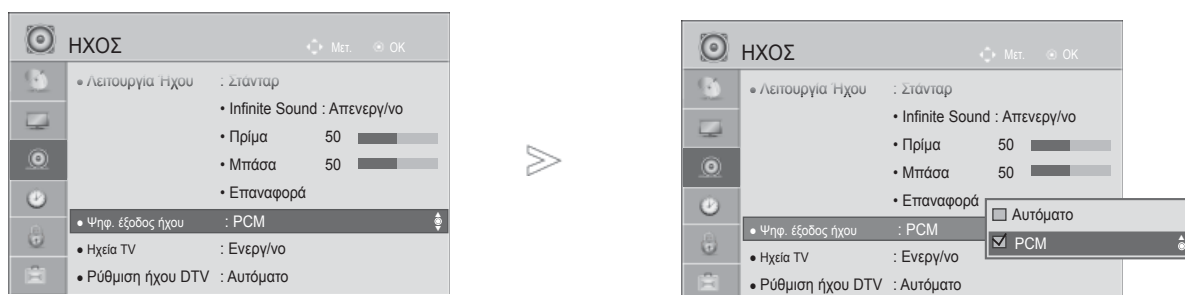 ΗΧΟΣ Μετ. OK
• Λειτουργία Ήχου : Στάνταρ
• Infinite Sound : Απενεργ/νο
• Πρίμα 50
• Μπάσα 50
• Επαναφορά
• Ψηφ. έξοδος ήχου : PCM
• Ηχεία TV : Ενεργ/νο
• Ρύθμιση ήχου DTV : Αυτόματο
ΗΧΟΣ Μετ. OK
• Λειτουργία Ήχου : Στάνταρ
• Infinite Sound : Απενεργ/νο
• Πρίμα 50
• Μπάσα 50
• Επαναφορά
• Ψηφ. έξοδος ήχου : PCM
• Ηχεία TV : Ενεργ/νο
• Ρύθμιση ήχου DTV : Αυτόματο
Αυτόματο
PCM